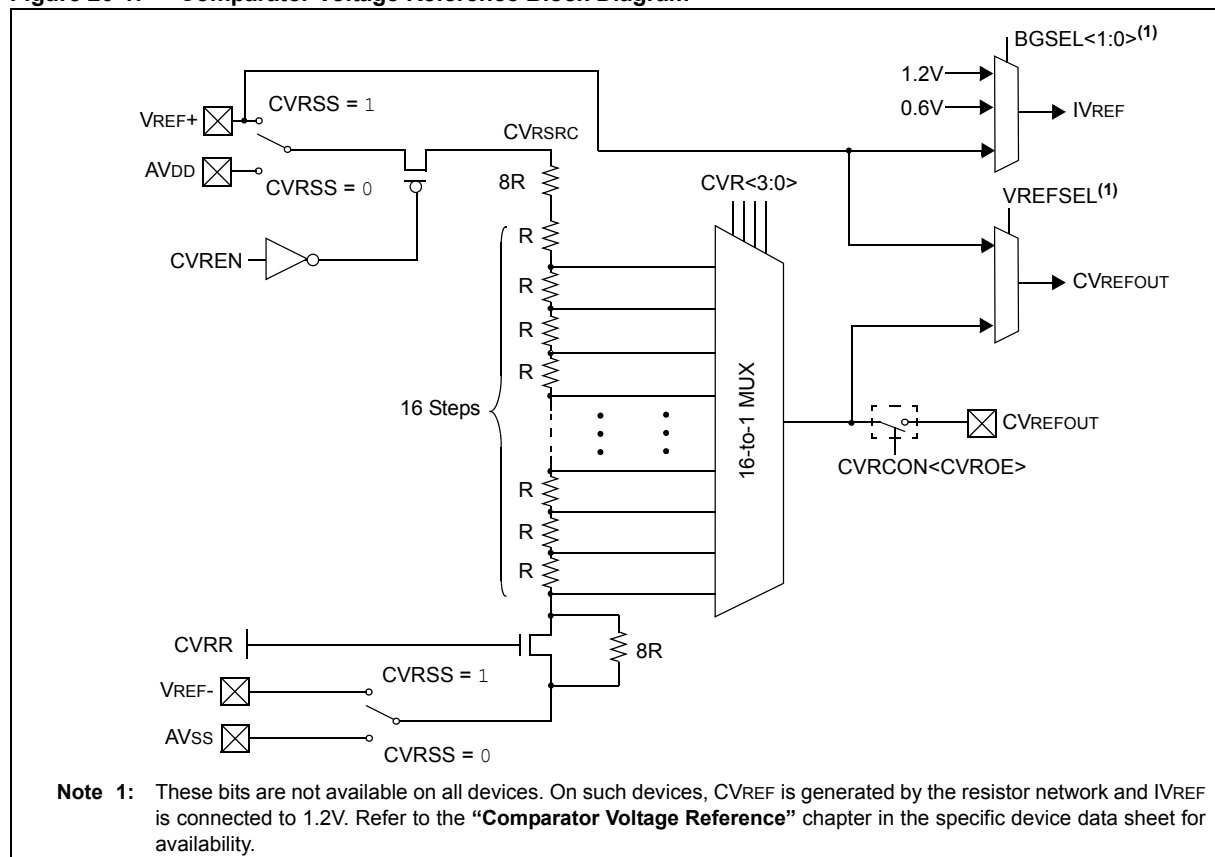 BGSEL<1:0>(1)
1.2V
0.6V
IVREF
VREF+
CVRSS = 1
AVDD
CVRSS = 0
CVRSRC
8R
CVR<3:0>
VREFSEL(1)
CVREN
R
R
R
R
CVREFOUT
16 Steps
16-to-1 MUX
CVREFOUT
CVRCON<CVROE>
R
R
R
CVRR
8R
CVRSS = 1
VREF-
AVSS
CVRSS = 0
Note 1: These bits are not available on all devices. On such devices, CVREF is generated by the resistor network and IVREF
is connected to 1.2V. Refer to the “Comparator Voltage Reference” chapter in the specific device data sheet for
availability.